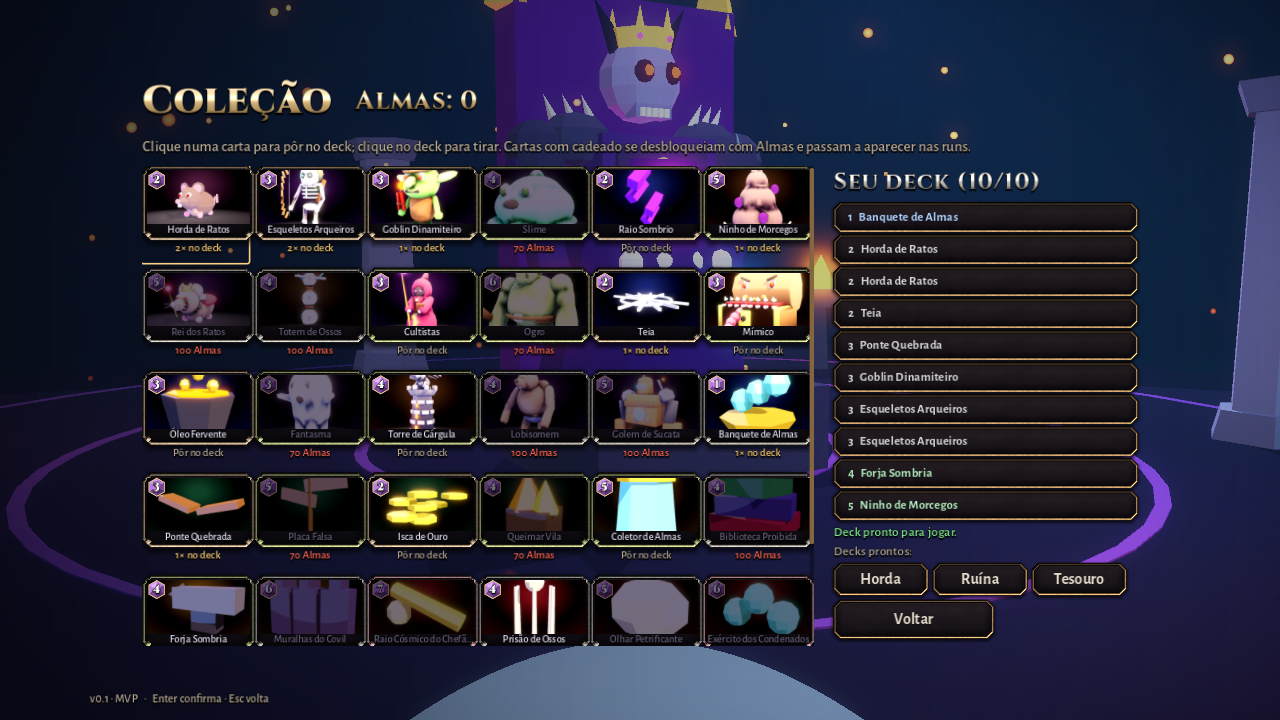 Coleção Almas: 0
Clique numa carta para pôr no deck; clique no deck para tirar. Cartas com cadeado se desbloqueiam com Almas e passam a aparecer nas runs.
2 3 3 4 2 5
Horda de Ratos Esqueletos Arqueiros Goblin Dinamiteiro Slime Raio Sombrio Ninho de Morcegos
2× no deck 2× no deck 1× no deck 70 Almas Pôr no deck 1× no deck
5 4 3 6 2 3
Rei dos Ratos Totem de Ossos Cultistas Ogro Teia Mímico
100 Almas 100 Almas Pôr no deck 70 Almas 1× no deck Pôr no deck
3 3 4 4 5 1
Óleo Fervente Fantasma Torre de Gárgula Lobisomem Golem de Sucata Banquete de Almas
Pôr no deck 70 Almas Pôr no deck 100 Almas 100 Almas 1× no deck
3 5 2 4 5 4
Ponte Quebrada Placa Falsa Isca de Ouro Queimar Vila Coletor de Almas Biblioteca Proibida
1× no deck 70 Almas Pôr no deck 70 Almas Pôr no deck 100 Almas
4 6 7 4 5 6
Forja Sombria Muralhas do Covil Raio Cósmico do Chefã... Prisão de Ossos Olhar Petrificante Exército dos Condenados
Seu Deck (10/10)
1 Banquete de Almas
2 Horda de Ratos
2 Horda de Ratos
2 Teia
3 Ponte Quebrada
3 Goblin Dinamiteiro
3 Esqueletos Arqueiros
3 Esqueletos Arqueiros
4 Forja Sombria
5 Ninho de Morcegos
Deck pronto para jogar.
Decks prontos:
Horda Ruína Tesouro
Voltar
v0.1 · MVP · Enter confirma · Esc volta